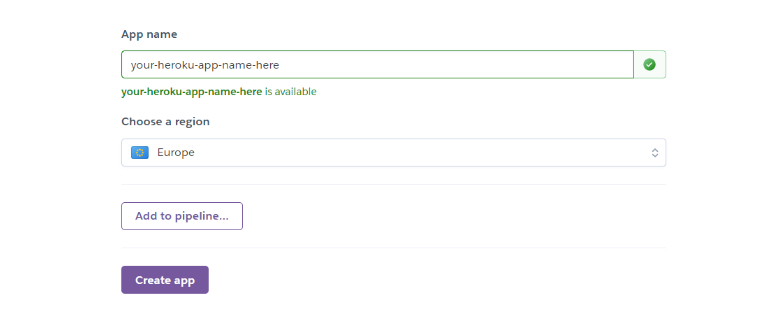 App name
your-heroku-app-name-here
your-heroku-app-name-here is available
Choose a region
Europe
Add to pipeline...
Create app